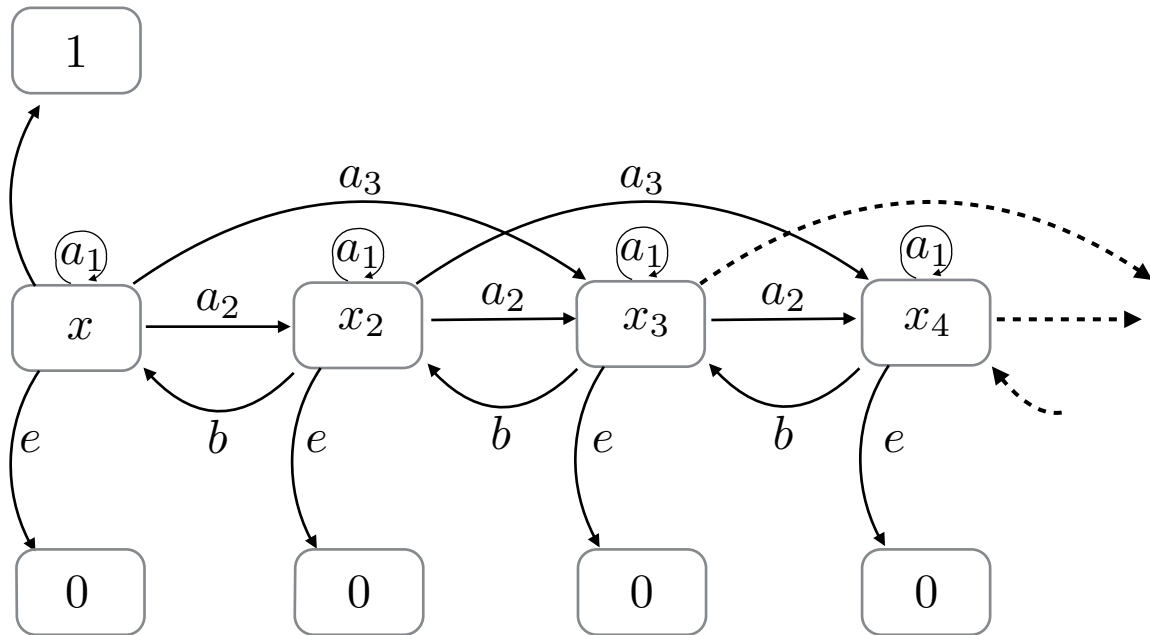 1
a₃ a₃
a₁ a₁ a₁ a₁
x a₂ x₂ a₂ x₃ a₂ x₄
b b b
e e e e
0 0 0 0